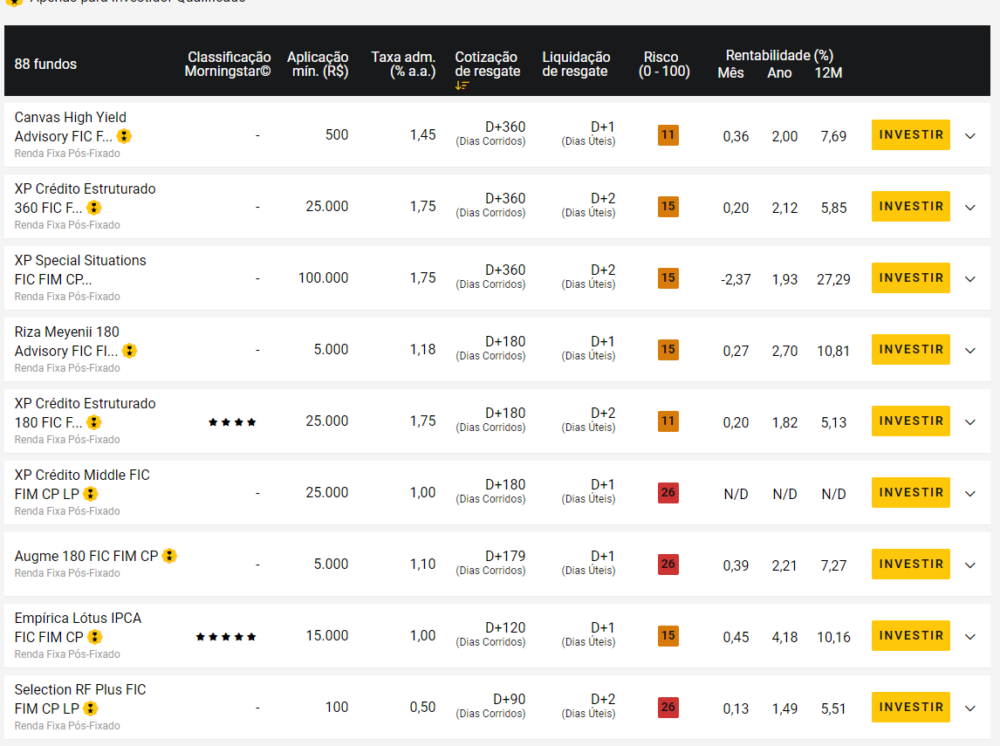 Apenas para Investidor Qualificado
88 fundos
Classificação
Morningstar©
Aplicação
mín. (R$)
Taxa adm.
(% a.a.)
Cotização
de resgate
Liquidação
de resgate
Risco
(0 - 100)
Rentabilidade (%)
Mês Ano 12M
Canvas High Yield
Advisory FIC F...
Renda Fixa Pós-Fixado
- 500 1,45 D+360 D+1 11 0,36 2,00 7,69 INVESTIR
(Dias Corridos) (Dias Úteis)
XP Crédito Estruturado
360 FIC F...
Renda Fixa Pós-Fixado
- 25.000 1,75 D+360 D+2 15 0,20 2,12 5,85 INVESTIR
(Dias Corridos) (Dias Úteis)
XP Special Situations
FIC FIM CP...
Renda Fixa Pós-Fixado
- 100.000 1,75 D+360 D+2 15 -2,37 1,93 27,29 INVESTIR
(Dias Corridos) (Dias Úteis)
Riza Meyenii 180
Advisory FIC FI...
Renda Fixa Pós-Fixado
- 5.000 1,18 D+180 D+1 15 0,27 2,70 10,81 INVESTIR
(Dias Corridos) (Dias Úteis)
XP Crédito Estruturado
180 FIC F...
Renda Fixa Pós-Fixado
★★★★ 25.000 1,75 D+180 D+2 11 0,20 1,82 5,13 INVESTIR
(Dias Corridos) (Dias Úteis)
XP Crédito Middle FIC
FIM CP LP
Renda Fixa Pós-Fixado
- 25.000 1,00 D+180 D+1 26 N/D N/D N/D INVESTIR
(Dias Corridos) (Dias Úteis)
Augme 180 FIC FIM CP
Renda Fixa Pós-Fixado
- 5.000 1,10 D+179 D+1 26 0,39 2,21 7,27 INVESTIR
(Dias Corridos) (Dias Úteis)
Empírica Lótus IPCA
FIC FIM CP
Renda Fixa Pós-Fixado
★★★★★ 15.000 1,00 D+120 D+1 15 0,45 4,18 10,16 INVESTIR
(Dias Corridos) (Dias Úteis)
Selection RF Plus FIC
FIM CP LP
Renda Fixa Pós-Fixado
- 100 0,50 D+90 D+2 26 0,13 1,49 5,51 INVESTIR
(Dias Corridos) (Dias Úteis)